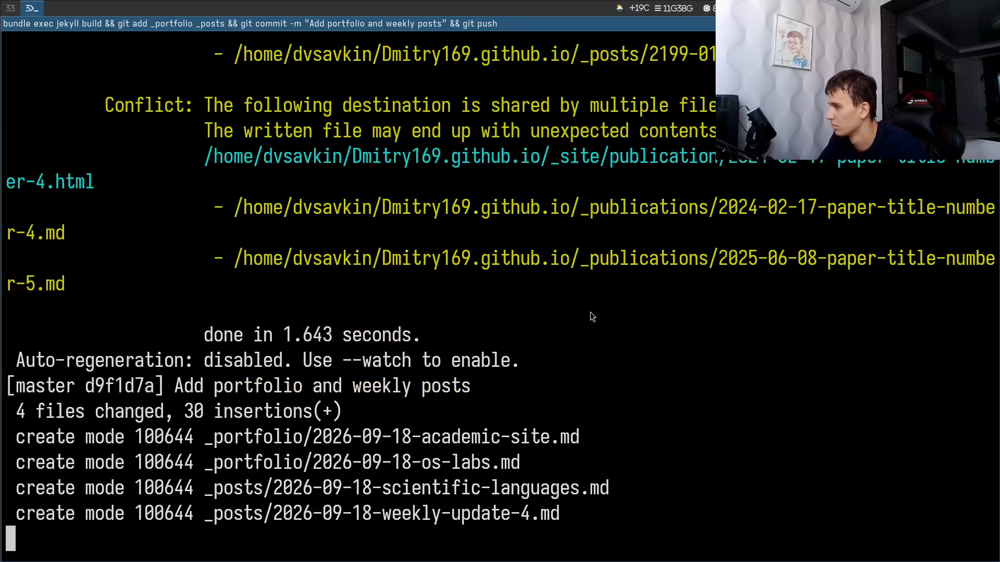 33 3>_ +19C 11G38G
bundle exec jekyll build && git add _portfolio _posts && git commit -m "Add portfolio and weekly posts" && git push
- /home/dvsavkin/Dmitry169.github.io/_posts/2199-01
Conflict: The following destination is shared by multiple file
The written file may end up with unexpected contents
/home/dvsavkin/Dmitry169.github.io/_site/publication/2024-02-17-paper-title-numb
er-4.html
- /home/dvsavkin/Dmitry169.github.io/_publications/2024-02-17-paper-title-numbe
r-4.md
- /home/dvsavkin/Dmitry169.github.io/_publications/2025-06-08-paper-title-numbe
r-5.md
done in 1.643 seconds.
Auto-regeneration: disabled. Use --watch to enable.
[master d9f1d7a] Add portfolio and weekly posts
4 files changed, 30 insertions(+)
create mode 100644 _portfolio/2026-09-18-academic-site.md
create mode 100644 _portfolio/2026-09-18-os-labs.md
create mode 100644 _posts/2026-09-18-scientific-languages.md
create mode 100644 _posts/2026-09-18-weekly-update-4.md